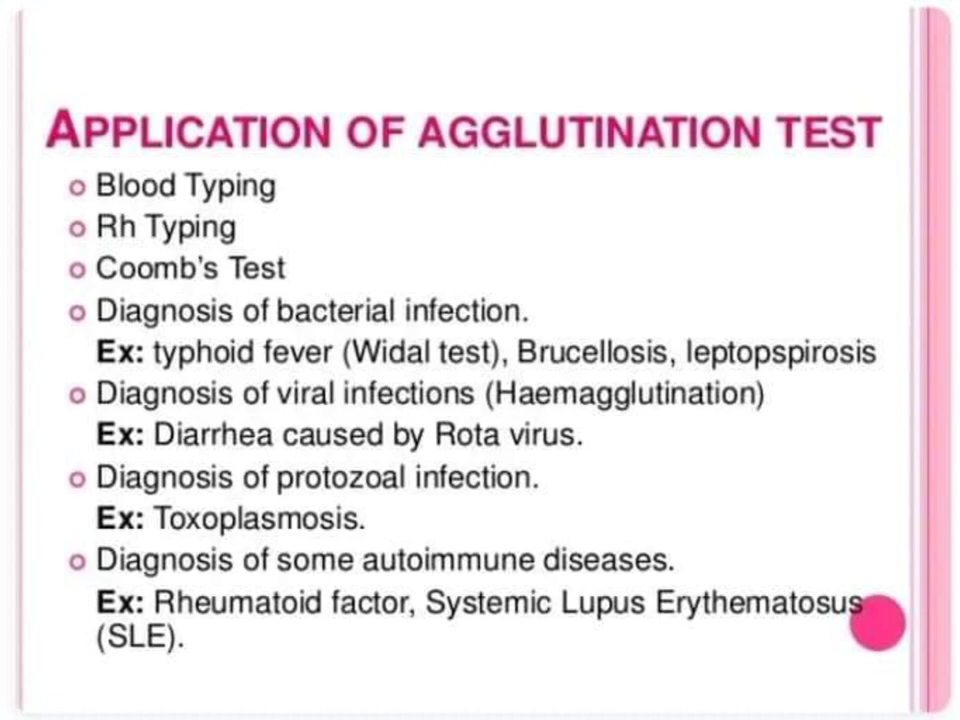 APPLICATION OF AGGLUTINATION TEST
Blood Typing
Rh Typing
Coomb's Test
Diagnosis of bacterial infection.
Ex: typhoid fever (Widal test), Brucellosis, leptopspirosis
Diagnosis of viral infections (Haemagglutination)
Ex: Diarrhea caused by Rota virus.
Diagnosis of protozoal infection.
Ex: Toxoplasmosis.
Diagnosis of some autoimmune diseases.
Ex: Rheumatoid factor, Systemic Lupus Erythematosus
(SLE).